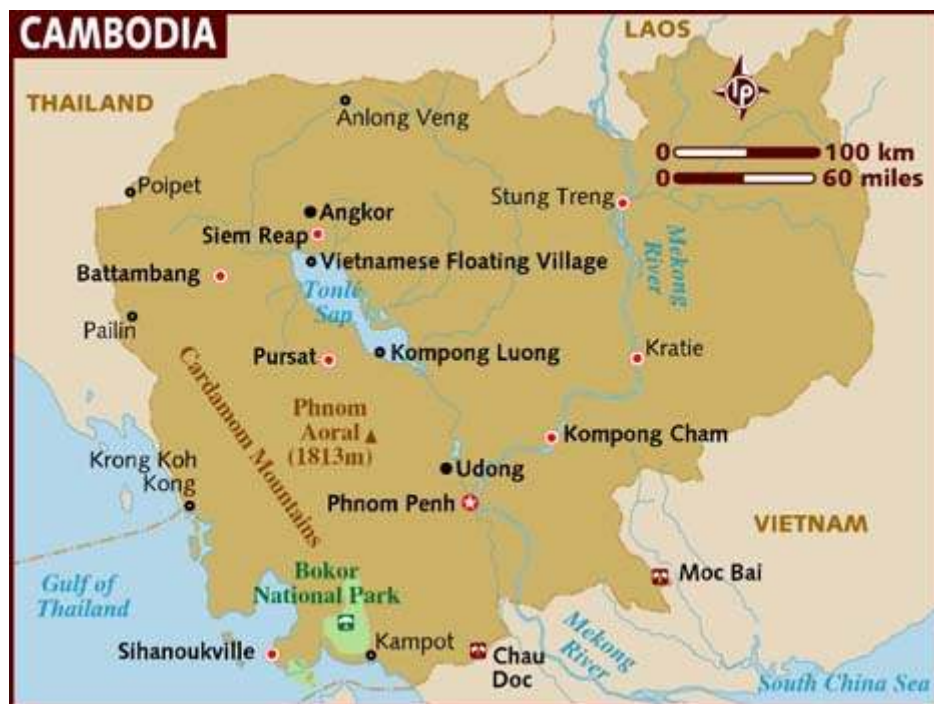 CAMBODIA
LAOS
THAILAND
lp
Anlong Veng
0 100 km
0 60 miles
Poipet
Stung Treng
Angkor
Siem Reap
Mekong
River
Battambang
Vietnamese Floating Village
Tonlé
Sap
Pailin
Pursat
Kompong Luong
Kratie
Cardamom Mountains
Phnom
Aoral
(1813m)
Kompong Cham
Krong Koh
Kong
Udong
Phnom Penh
VIETNAM
Gulf of
Thailand
Bokor
National Park
Moc Bai
Sihanoukville
Kampot
Chau
Doc
Mekong
River
South China Sea